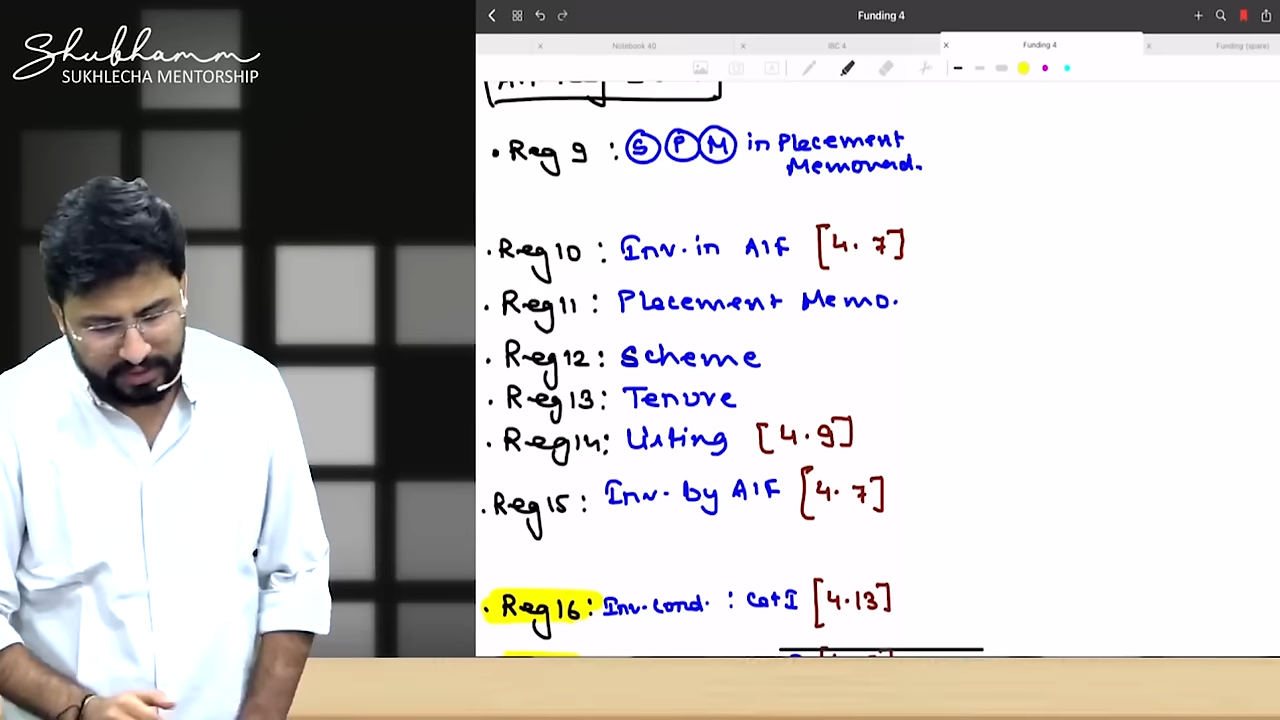 Shubhamm
SUKHLECHA MENTORSHIP
Funding 4
Notebook 40
IBC 4
Funding 4
Funding (spare)
• Reg 9 : S P M in Placement
Memorad.
• Reg 10 : Inv. in AIF [4.7]
• Reg 11 : Placement Memo.
• Reg 12 : Scheme
• Reg 13 : Tenure
• Reg 14 : Listing [4.9]
• Reg 15 : Inv. by AIF [4.7]
• Reg 16 : Inv. cond. : Cat I [4.13]